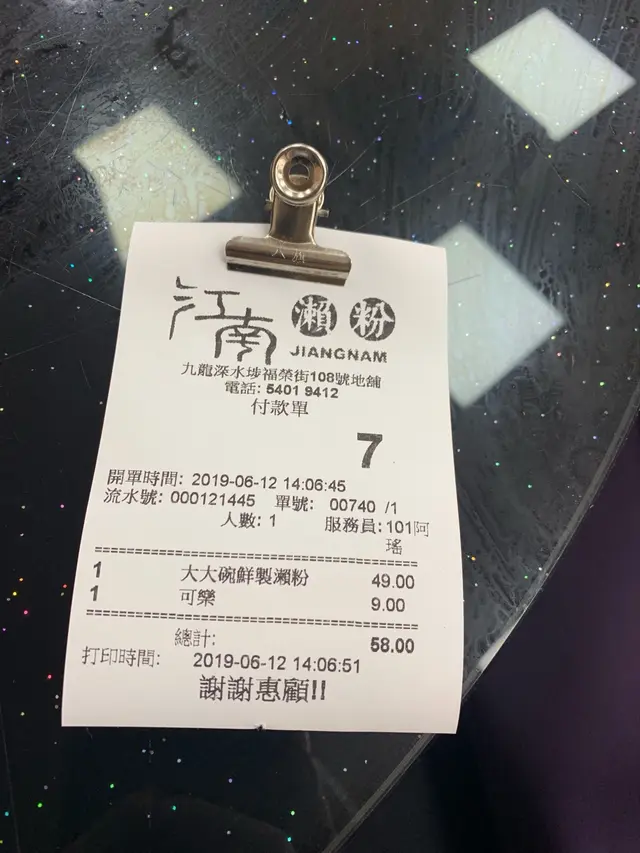 江南 瀨 粉
JIANGNAM
九龍深水埗福榮街108號地舖
電話: 5401 9412
付款單
7
開單時間: 2019-06-12 14:06:45
流水號: 000121445 單號: 00740 /1
人數: 1 服務員: 101阿
瑤
1 大大碗鮮製瀨粉 49.00
1 可樂 9.00
總計: 58.00
打印時間: 2019-06-12 14:06:51
謝謝惠顧!!